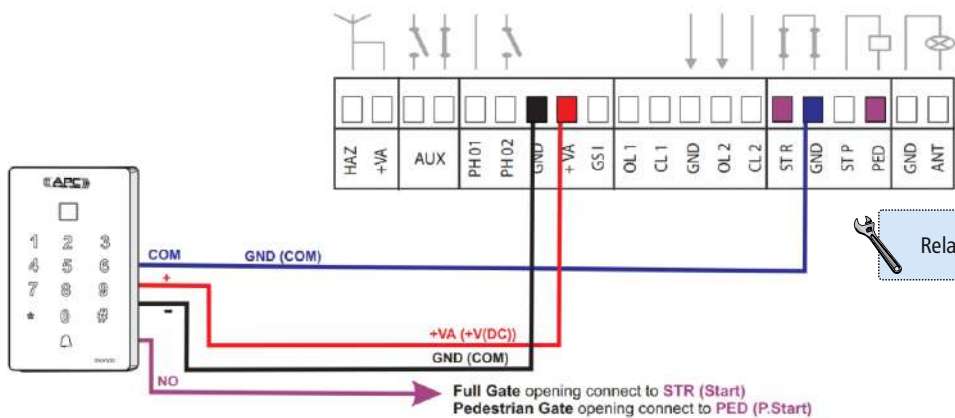 HAZ +VA AUX PH 01 PH 02 GND +VA GS I OL 1 CL 1 GND OL 2 CL 2 ST R GND ST P PED GND ANT
((APC))
1 2 3
4 5 6
7 8 9
* 0 #
COM GND (COM)
+
-
+VA (+V(DC))
GND (COM)
NO
Full Gate opening connect to STR (Start)
Pedestrian Gate opening connect to PED (P.Start)
Rela